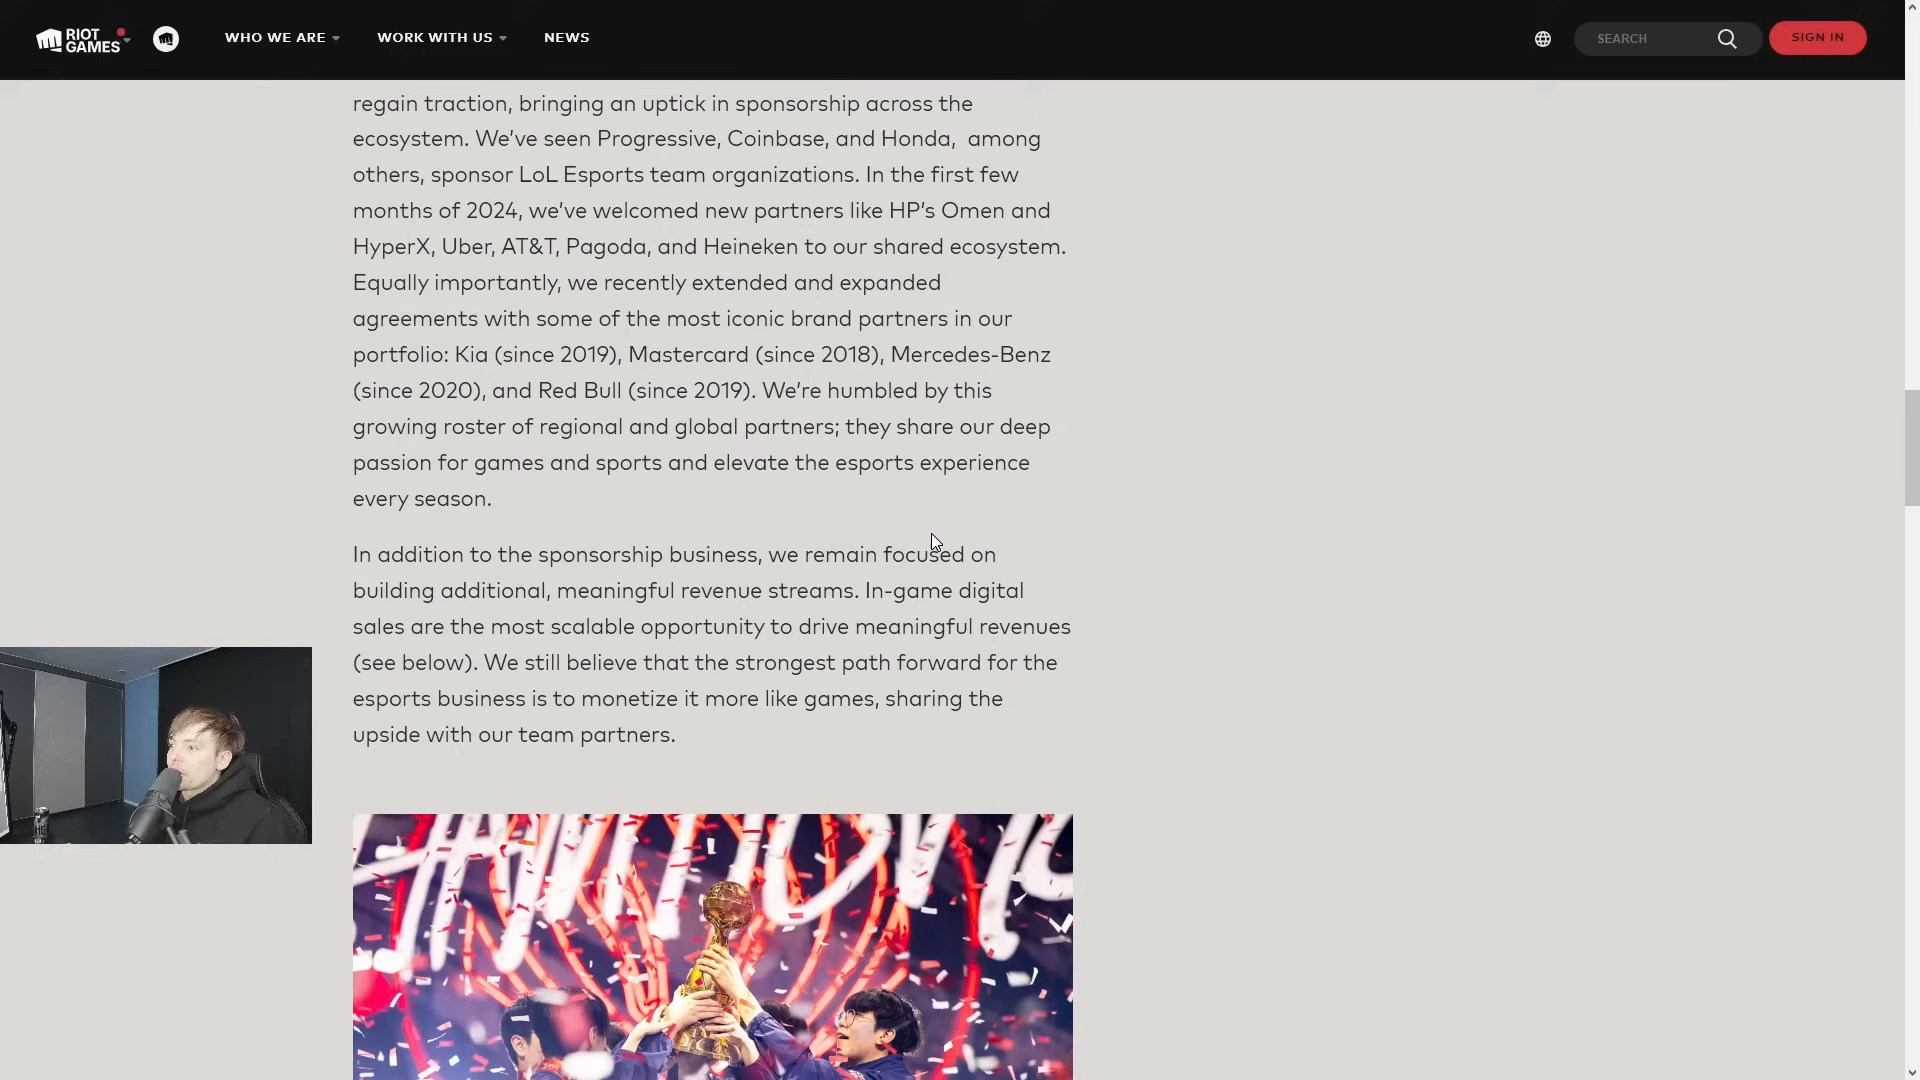 RIOT
GAMES
WHO WE ARE
WORK WITH US
NEWS
SEARCH
SIGN IN
regain traction, bringing an uptick in sponsorship across the
ecosystem. We’ve seen Progressive, Coinbase, and Honda, among
others, sponsor LoL Esports team organizations. In the first few
months of 2024, we’ve welcomed new partners like HP’s Omen and
HyperX, Uber, AT&T, Pagoda, and Heineken to our shared ecosystem.
Equally importantly, we recently extended and expanded
agreements with some of the most iconic brand partners in our
portfolio: Kia (since 2019), Mastercard (since 2018), Mercedes-Benz
(since 2020), and Red Bull (since 2019). We’re humbled by this
growing roster of regional and global partners; they share our deep
passion for games and sports and elevate the esports experience
every season.
In addition to the sponsorship business, we remain focused on
building additional, meaningful revenue streams. In-game digital
sales are the most scalable opportunity to drive meaningful revenues
(see below). We still believe that the strongest path forward for the
esports business is to monetize it more like games, sharing the
upside with our team partners.